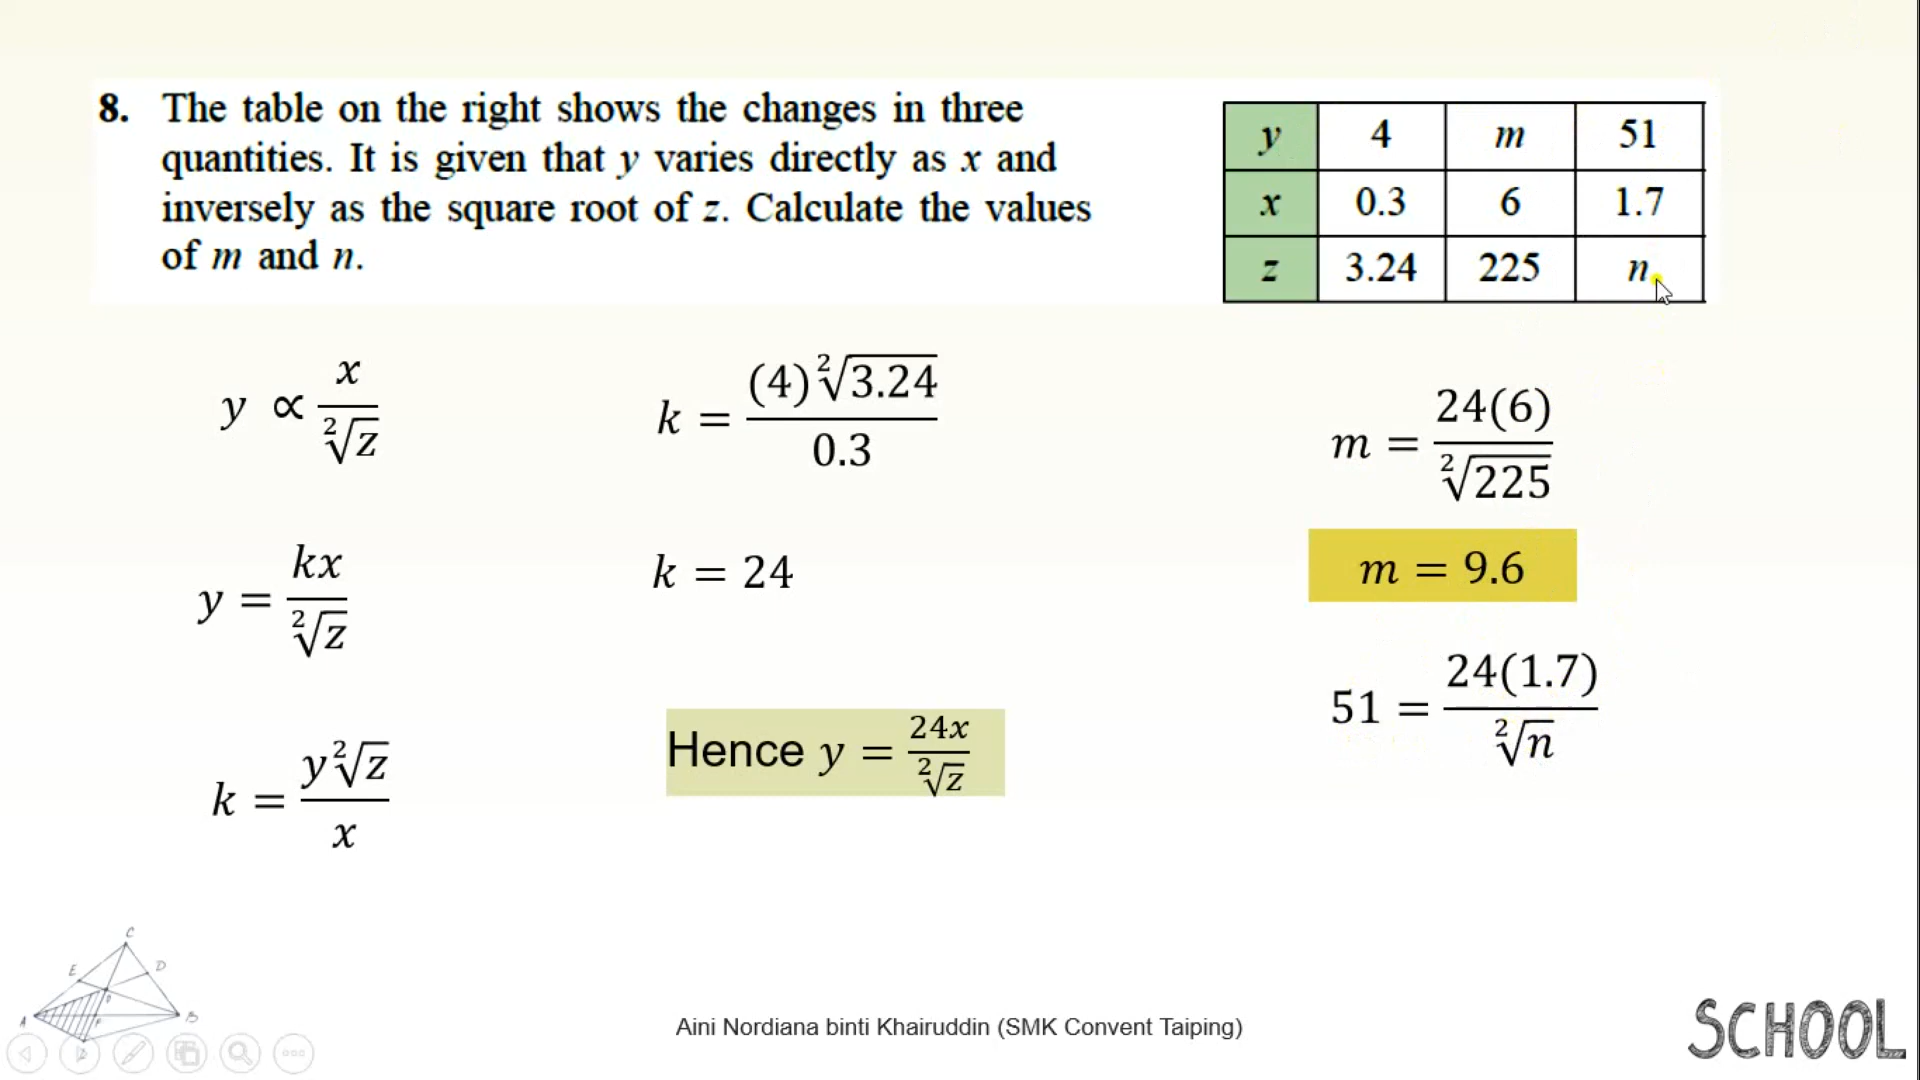 8. The table on the right shows the changes in three
quantities. It is given that y varies directly as x and
inversely as the square root of z. Calculate the values
of m and n.
y 4 m 51
x 0.3 6 1.7
z 3.24 225 n
y ∝ x/²√z
y = kx/²√z
k = y²√z/x
k = (4)²√3.24/0.3
k = 24
Hence y = 24x/²√z
m = 24(6)/²√225
m = 9.6
51 = 24(1.7)/²√n
C
E
D
A
B
Aini Nordiana binti Khairuddin (SMK Convent Taiping)
SCHOOL